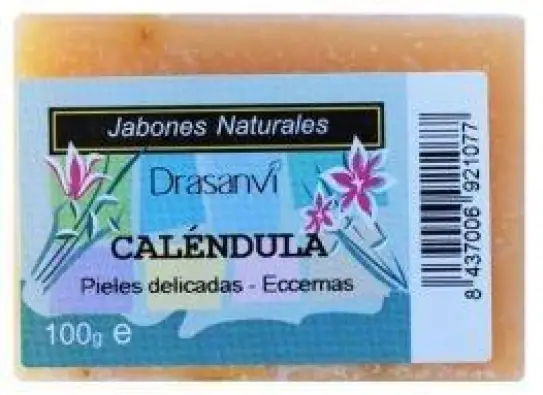 Jabones Naturales
Drasanvi
CALÉNDULA
Pieles delicadas - Eccemas
100g e
8 437006 921077